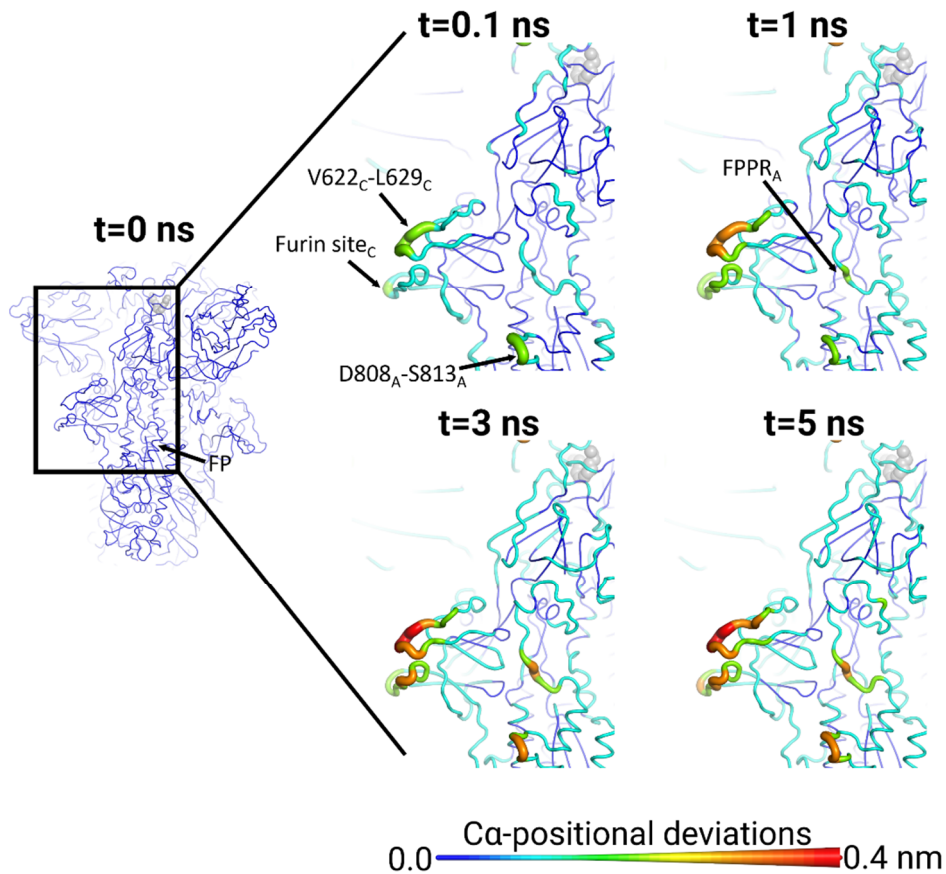 t=0.1 ns
t=1 ns
V622C-L629C
FPPRA
t=0 ns
Furin siteC
D808A-S813A
FP
t=3 ns
t=5 ns
Cα-positional deviations
0.0
0.4 nm